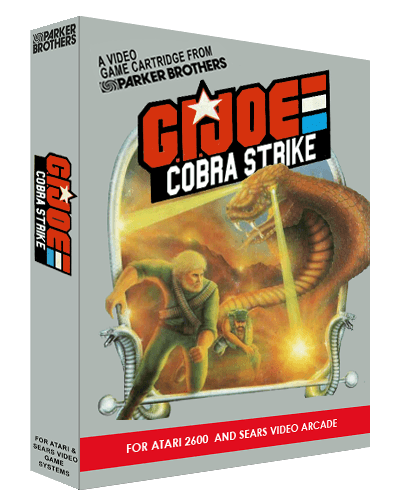 PARKER
BROTHERS
G.I.JOE
COBRA STRIKE
FOR ATARI &
SEARS VIDEO
GAME
SYSTEMS
A VIDEO
GAME CARTRIDGE FROM
PARKER BROTHERS
G.I.JOE
COBRA STRIKE
FOR ATARI 2600 AND SEARS VIDEO ARCADE